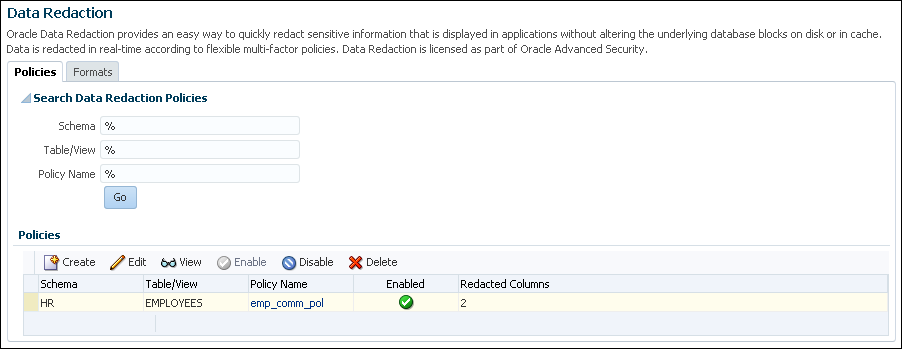 Data Redaction
Oracle Data Redaction provides an easy way to quickly redact sensitive information that is displayed in applications without altering the underlying database blocks on disk or in cache.
Data is redacted in real-time according to flexible multi-factor policies. Data Redaction is licensed as part of Oracle Advanced Security.
Policies Formats
Search Data Redaction Policies
Schema %
Table/View %
Policy Name %
Go
Policies
Create Edit View Enable Disable Delete
Schema Table/View Policy Name Enabled Redacted Columns
HR EMPLOYEES emp_comm_pol 2